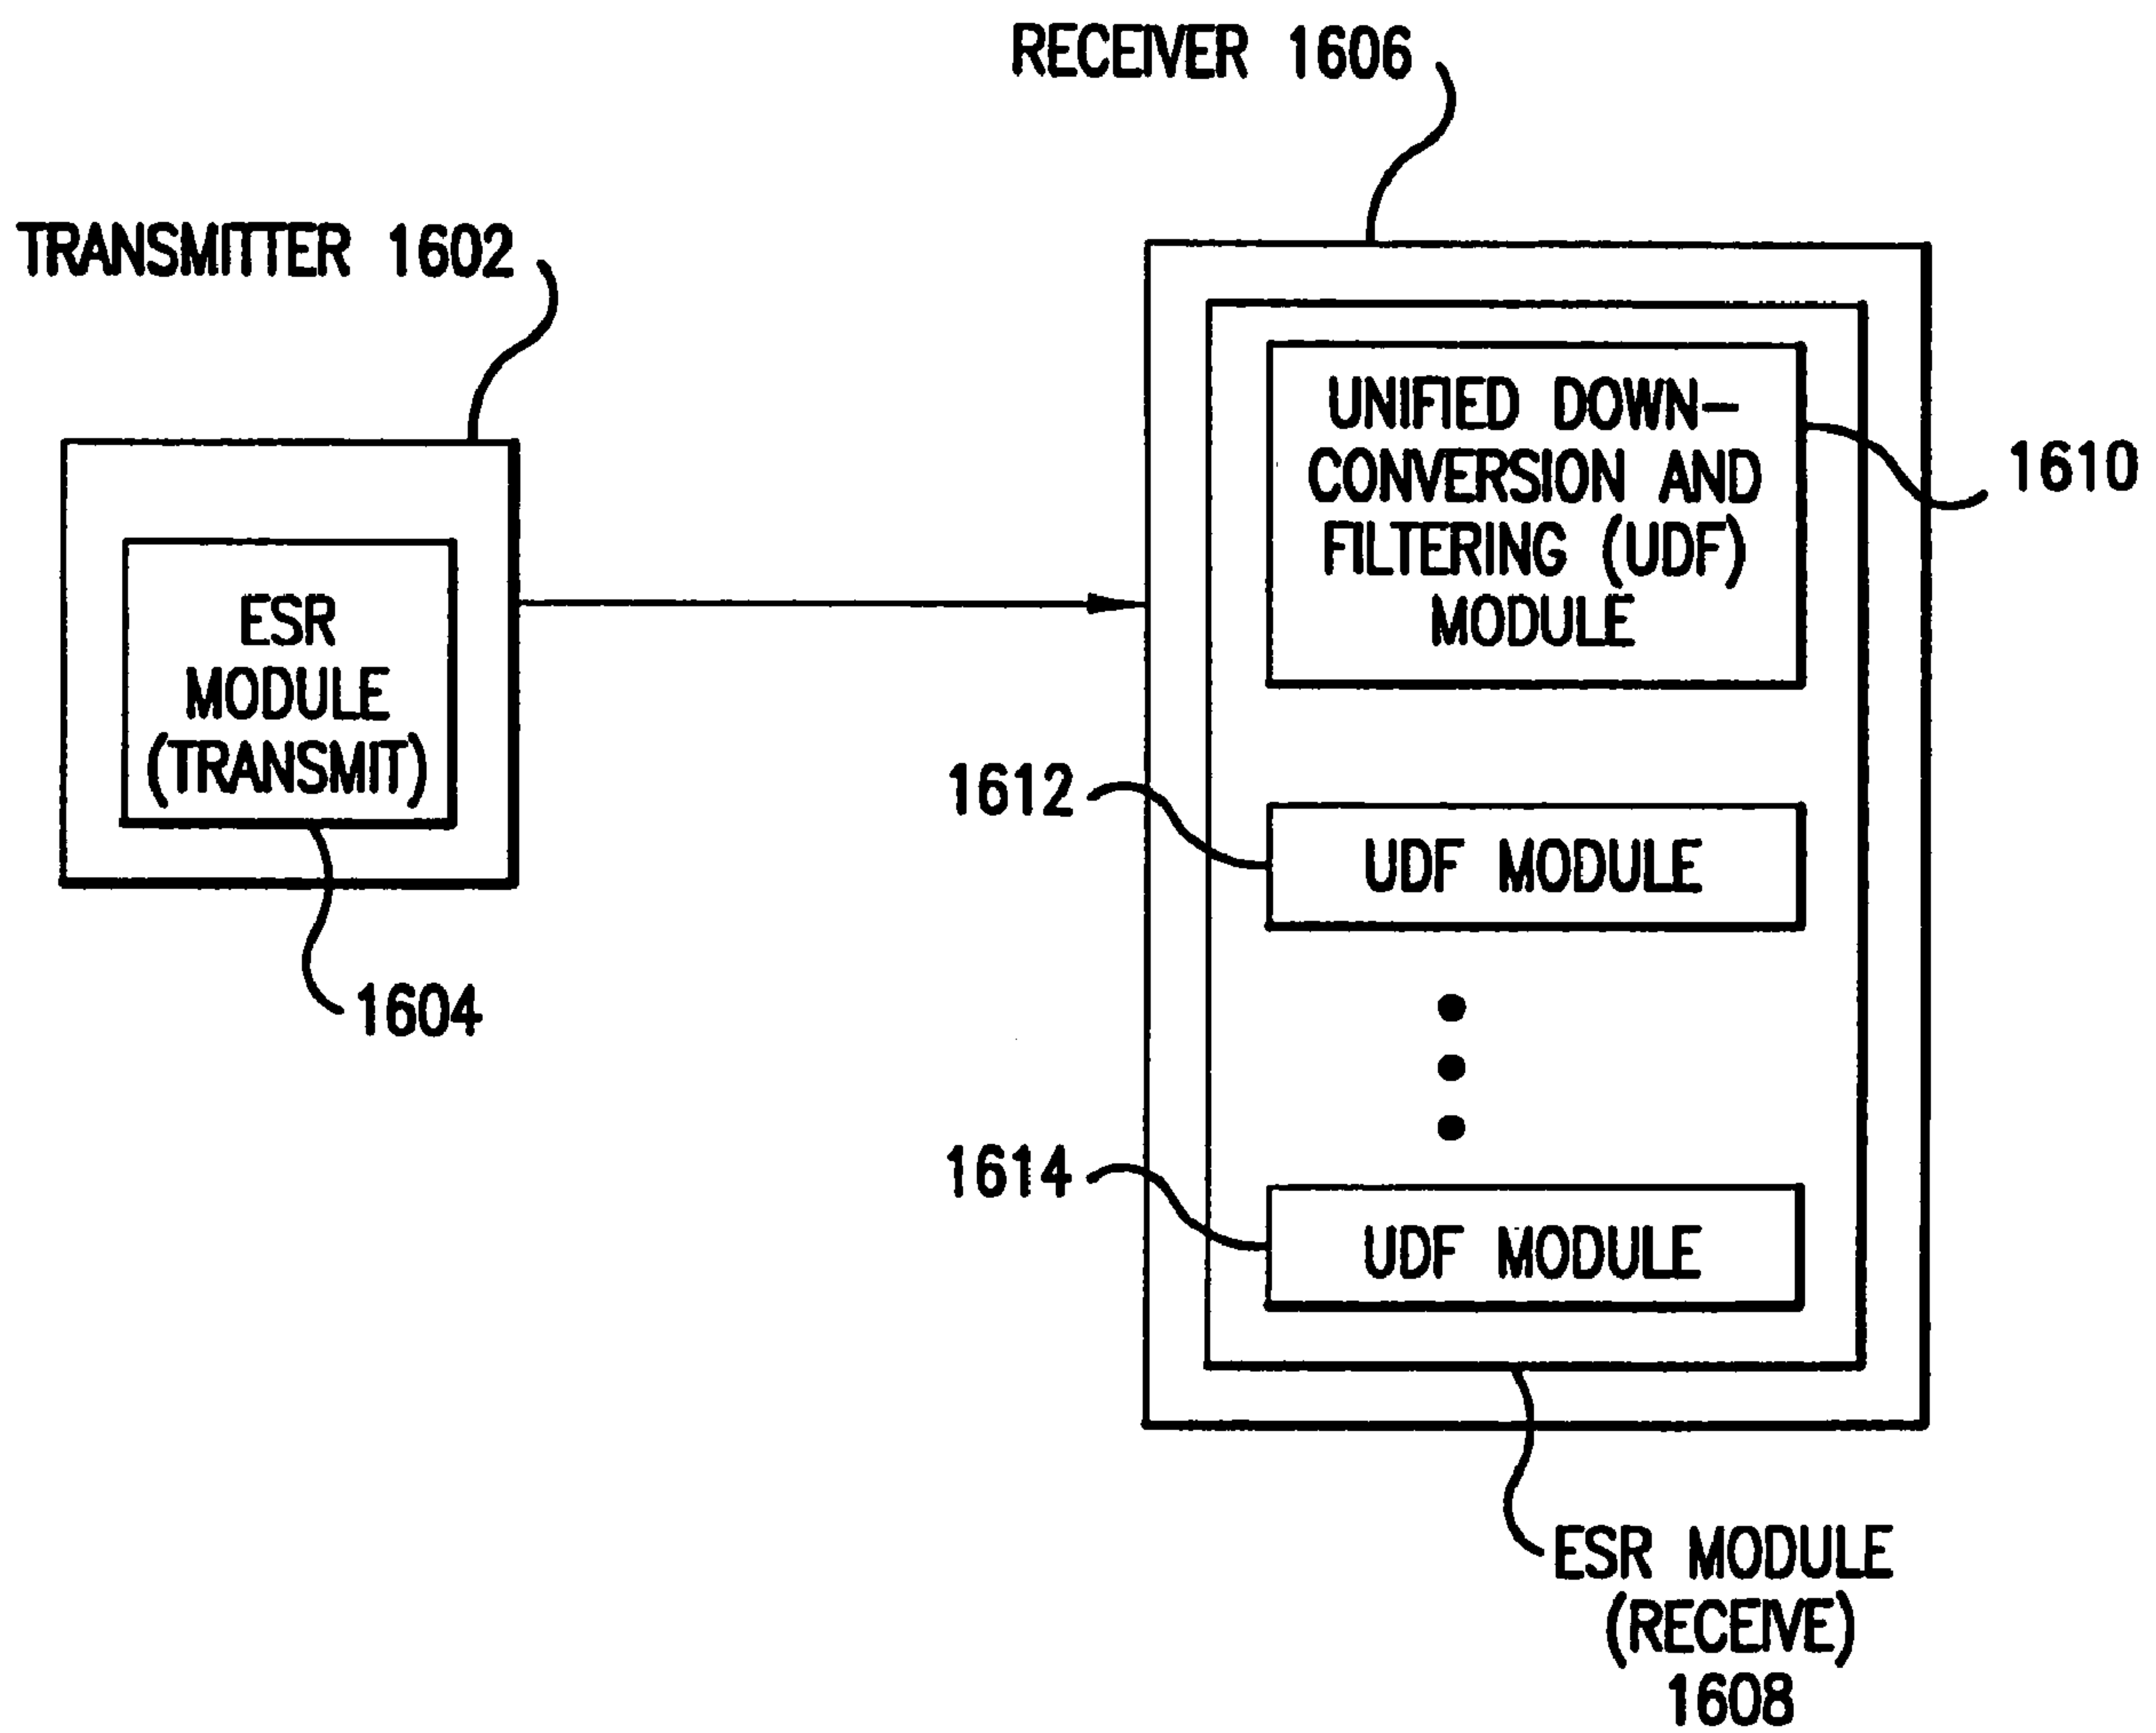 RECEIVER 1606
TRANSMITTER 1602
UNIFIED DOWN-
CONVERSION AND
FILTERING (UDF)
MODULE
1610
ESR
MODULE
(TRANSMIT)
1612
UDF MODULE
1604
1614
UDF MODULE
ESR MODULE
(RECEIVE)
1608